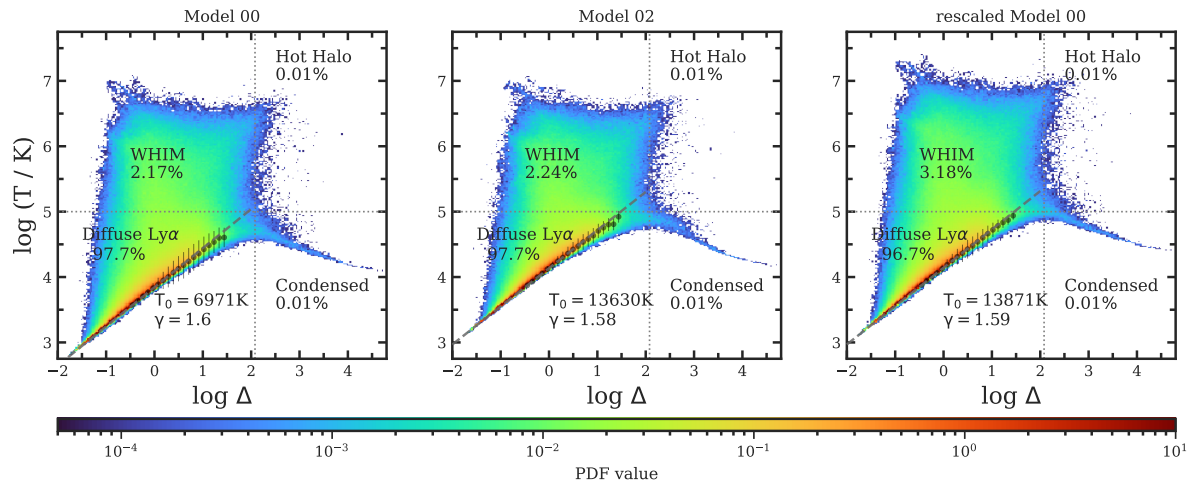 Model 00
Model 02
rescaled Model 00
log (T / K)
7
6
5
4
3
Hot Halo
0.01%
WHIM
2.17%
Diffuse Lyα
97.7%
Condensed
0.01%
T₀ = 6971K
γ = 1.6
−2 −1 0 1 2 3 4
log Δ
7
6
5
4
3
Hot Halo
0.01%
WHIM
2.24%
Diffuse Lyα
97.7%
Condensed
0.01%
T₀ = 13630K
γ = 1.58
−2 −1 0 1 2 3 4
log Δ
7
6
5
4
3
Hot Halo
0.01%
WHIM
3.18%
Diffuse Lyα
96.7%
Condensed
0.01%
T₀ = 13871K
γ = 1.59
−2 −1 0 1 2 3 4
log Δ
10⁻⁴ 10⁻³ 10⁻² 10⁻¹ 10⁰ 10¹
PDF value